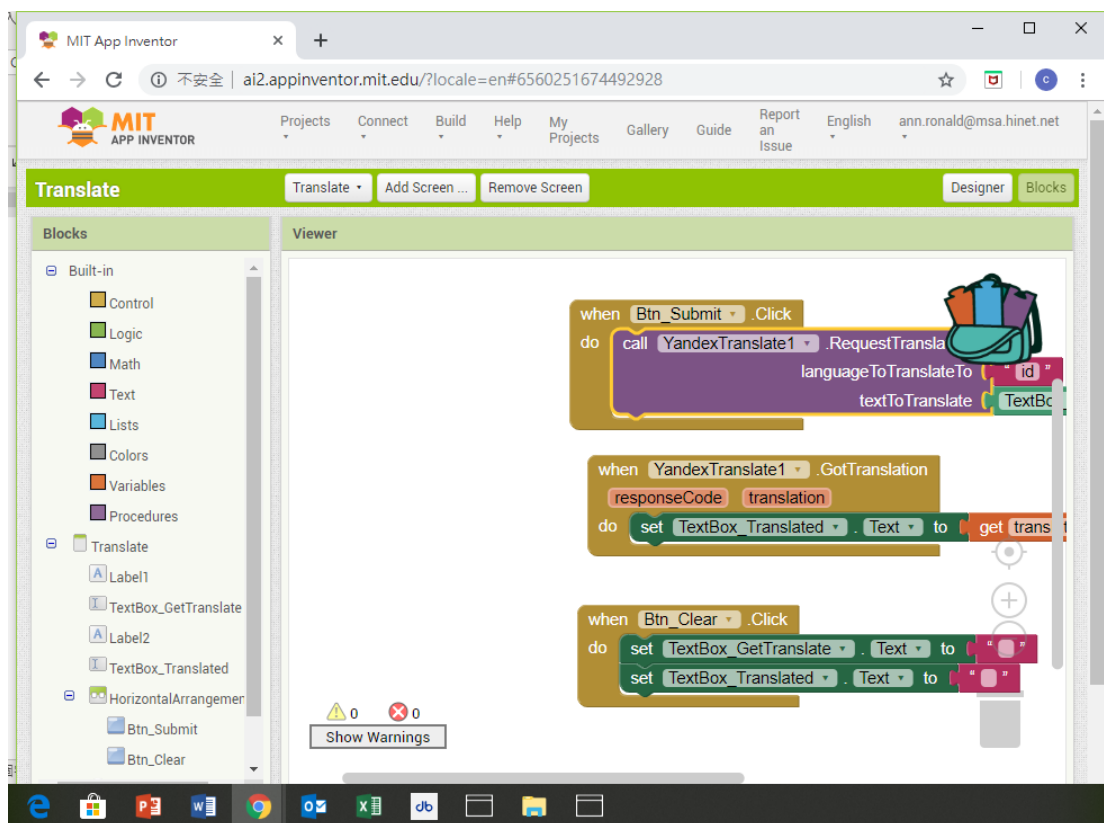 MIT App Inventor
不安全 | ai2.appinventor.mit.edu/?locale=en#6560251674492928
MIT
APP INVENTOR
Projects Connect Build Help My Projects Gallery Guide Report an Issue English ann.ronald@msa.hinet.net
Translate Translate Add Screen ... Remove Screen Designer Blocks
Blocks
Viewer
Built-in
Control
Logic
Math
Text
Lists
Colors
Variables
Procedures
Translate
Label1
TextBox_GetTranslate
Label2
TextBox_Translated
HorizontalArrangemen
Btn_Submit
Btn_Clear
when Btn_Submit .Click
do call YandexTranslate1 .RequestTransla
languageToTranslateTo " id "
textToTranslate TextBo
when YandexTranslate1 .GotTranslation
responseCode translation
do set TextBox_Translated . Text to get trans
when Btn_Clear .Click
do set TextBox_GetTranslate . Text to " "
set TextBox_Translated . Text to " "
0 0
Show Warnings